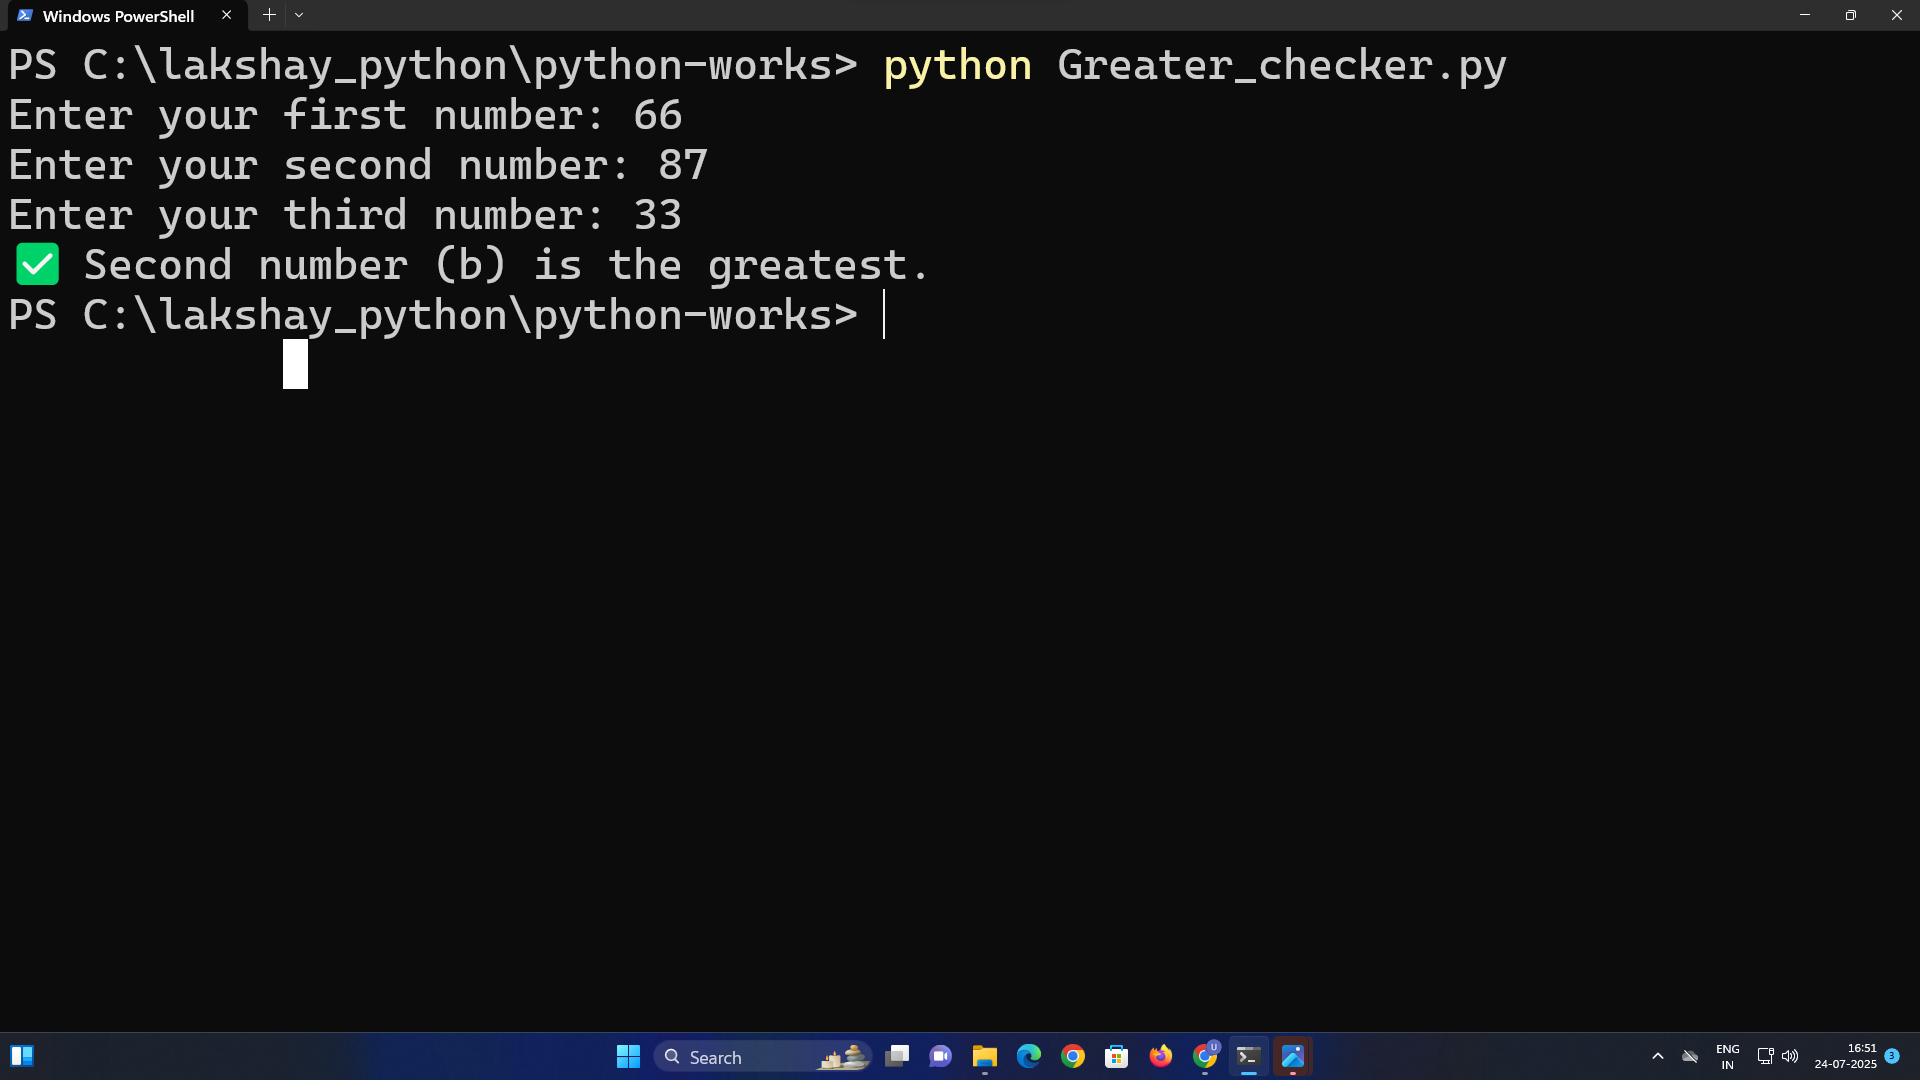 Windows PowerShell
PS C:\lakshay_python\python-works> python Greater_checker.py
Enter your first number: 66
Enter your second number: 87
Enter your third number: 33
✅ Second number (b) is the greatest.
PS C:\lakshay_python\python-works>
Search
U
ENG
IN
16:51
24-07-2025
3